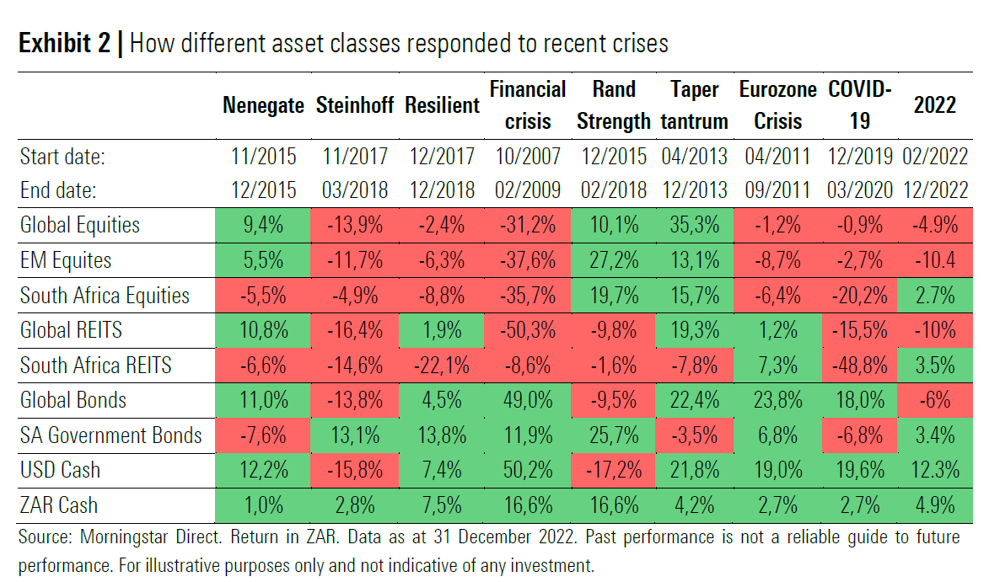 Exhibit 2 | How different asset classes responded to recent crises
Nenegate Steinhoff Resilient Financial crisis Rand Strength Taper tantrum Eurozone Crisis COVID-19 2022
Start date: 11/2015 11/2017 12/2017 10/2007 12/2015 04/2013 04/2011 12/2019 02/2022
End date: 12/2015 03/2018 12/2018 02/2009 02/2018 12/2013 09/2011 03/2020 12/2022
Global Equities 9,4% -13,9% -2,4% -31,2% 10,1% 35,3% -1,2% -0,9% -4.9%
EM Equites 5,5% -11,7% -6,3% -37,6% 27,2% 13,1% -8,7% -2,7% -10.4
South Africa Equities -5,5% -4,9% -8,8% -35,7% 19,7% 15,7% -6,4% -20,2% 2.7%
Global REITS 10,8% -16,4% 1,9% -50,3% -9,8% 19,3% 1,2% -15,5% -10%
South Africa REITS -6,6% -14,6% -22,1% -8,6% -1,6% -7,8% 7,3% -48,8% 3.5%
Global Bonds 11,0% -13,8% 4,5% 49,0% -9,5% 22,4% 23,8% 18,0% -6%
SA Government Bonds -7,6% 13,1% 13,8% 11,9% 25,7% -3,5% 6,8% -6,8% 3.4%
USD Cash 12,2% -15,8% 7,4% 50,2% -17,2% 21,8% 19,0% 19,6% 12.3%
ZAR Cash 1,0% 2,8% 7,5% 16,6% 16,6% 4,2% 2,7% 2,7% 4.9%
Source: Morningstar Direct. Return in ZAR. Data as at 31 December 2022. Past performance is not a reliable guide to future
performance. For illustrative purposes only and not indicative of any investment.